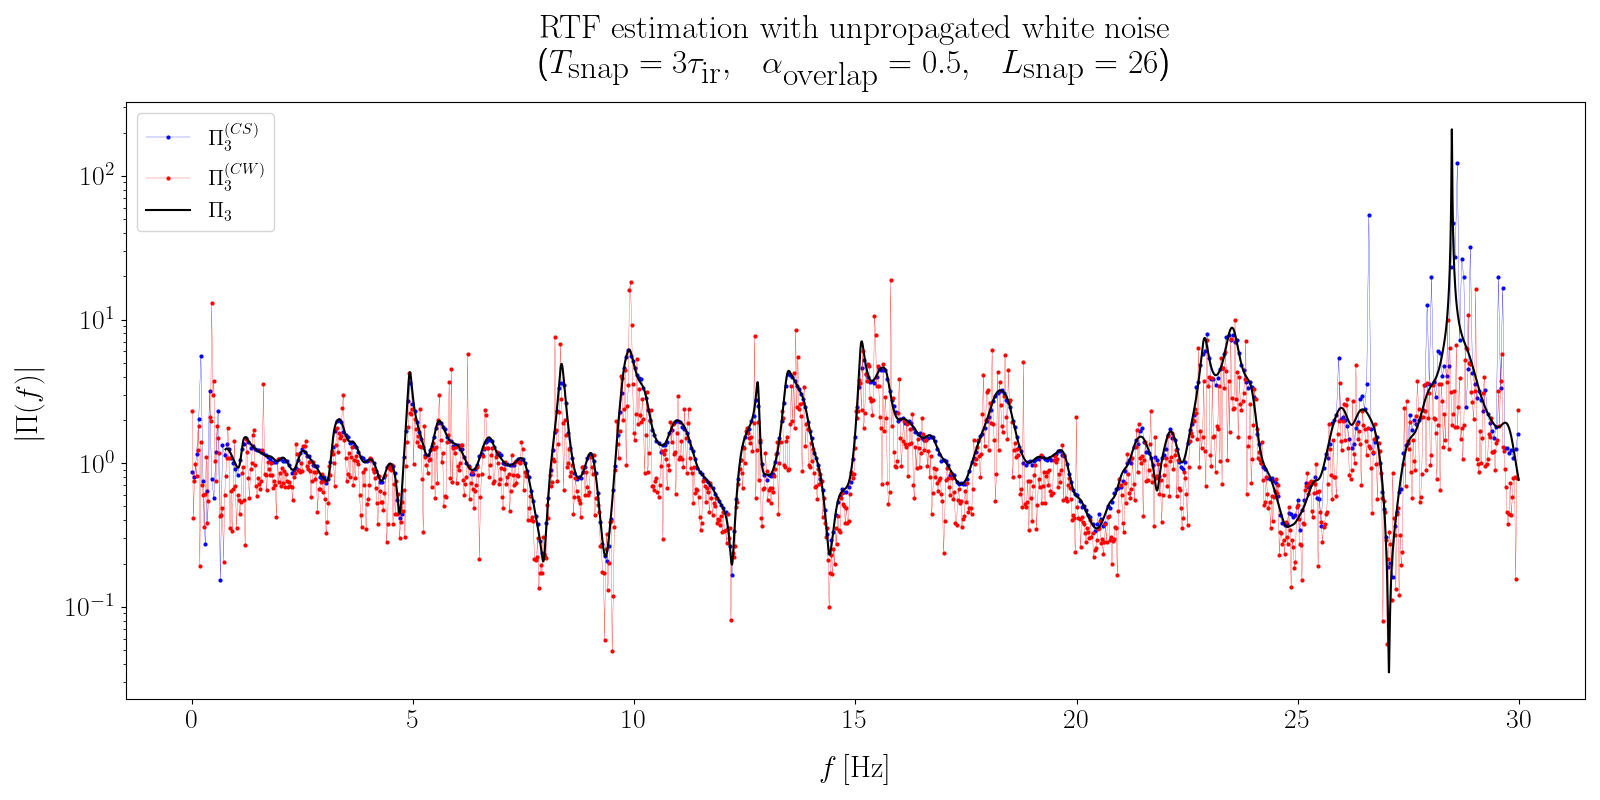 RTF estimation with unpropagated white noise
(T_snap = 3τ_ir, α_overlap = 0.5, L_snap = 26)
Π_3^(CS)
Π_3^(CW)
Π_3
|Π(f)|
10^2
10^1
10^0
10^−1
0 5 10 15 20 25 30
f [Hz]